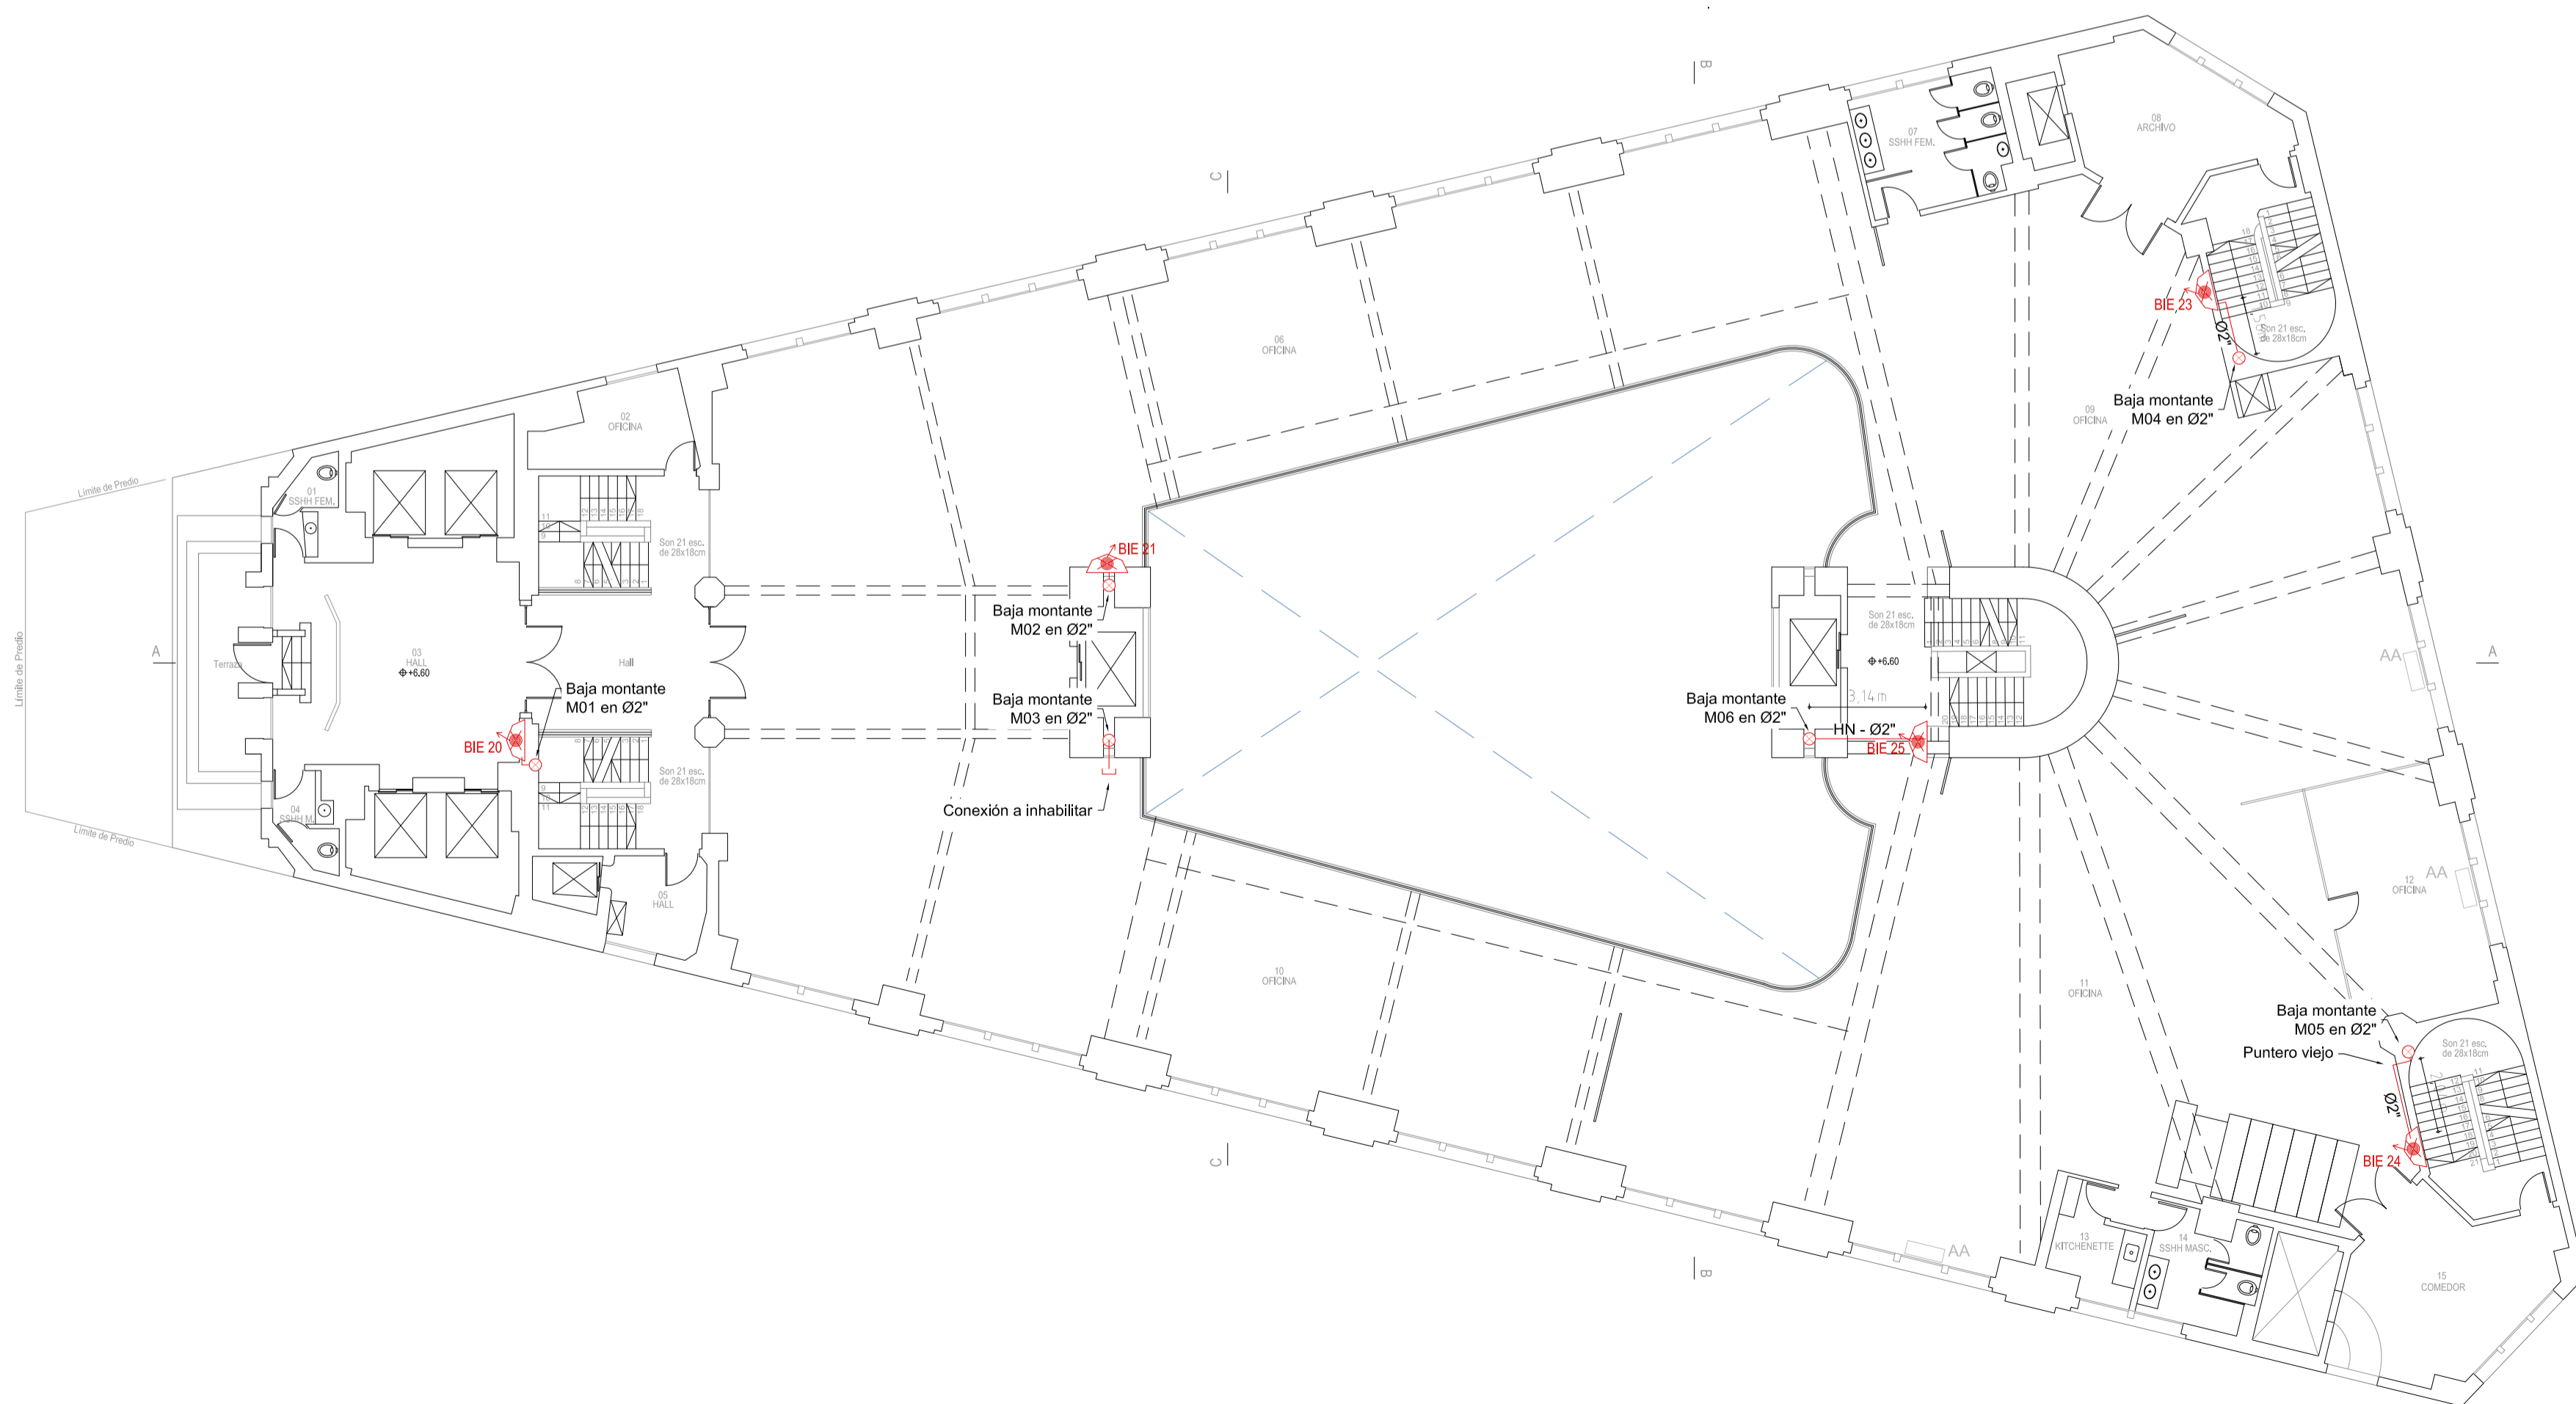 B
C
07
SSHH FEM.
08
ARCHIVO
BIE 23
Ø2"
Son 21 esc.
de 28x18cm
Baja montante
M04 en Ø2"
09
OFICINA
06
OFICINA
02
OFICINA
01
SSHH FEM.
Límite de Predio
Límite de Predio
Límite de Predio
Son 21 esc.
de 28x18cm
BIE 21
Baja montante
M02 en Ø2"
A
Terraza
03
HALL
+6.60
Hall
Baja montante
M01 en Ø2"
BIE 20
Baja montante
M03 en Ø2"
Conexión a inhabilitar
Son 21 esc.
de 28x18cm
04
SSHH M.
05
HALL
Son 21 esc.
de 28x18cm
+6.60
3,14 m
Baja montante
M06 en Ø2"
HN - Ø2"
BIE 25
AA
A
12
OFICINA
AA
10
OFICINA
11
OFICINA
Baja montante
M05 en Ø2"
Puntero viejo
Son 21 esc.
de 28x18cm
Ø2"
BIE 24
13
KITCHENETTE
14
SSHH MASC.
15
COMEDOR
AA
C
B